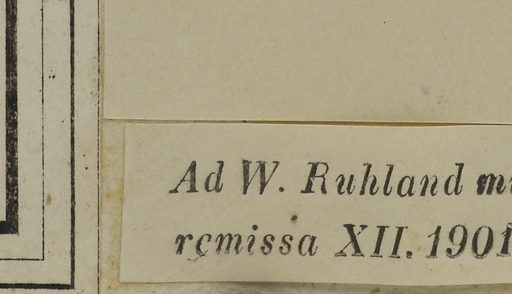 Ad W. Ruhland
remissa XII. 1901